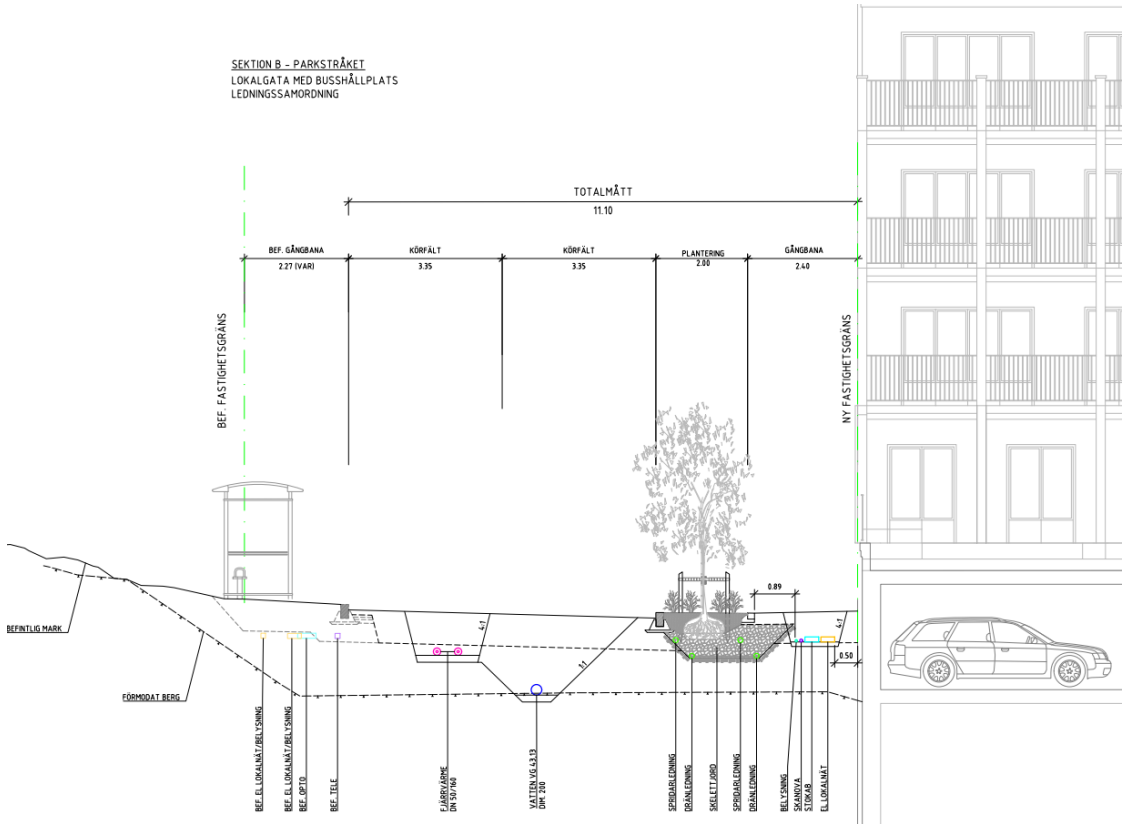 SEKTION B - PARKSTRÅKET
LOKALGATA MED BUSSHÅLLPLATS
LEDNINGSSAMORDNING
TOTALMÅTT
11.10
BEF. GÅNGBANA
2.27 (VAR)
KÖRFÄLT
3.35
KÖRFÄLT
3.35
PLANTERING
2.00
GÅNGBANA
2.40
BEF. FASTIGHETSGRÄNS
NY FASTIGHETSGRÄNS
0.89
4:1
3:1
4:1
0.50
BEFINTLIG MARK
FÖRMODAT BERG
BEF. EL LOKALNÄT/BELYSNING
BEF. EL LOKALNÄT/BELYSNING
BEF. OPTO
BEF. TELE
FJÄRRVÄRME
DN 50/160
VATTEN VG 43.13
DIM. 200
SPRIDARLEDNING
DRÄNLEDNING
SKELETTJORD
SPRIDARLEDNING
DRÄNLEDNING
BELYSNING
SKANOVA
STOKAB
EL LOKALNÄT